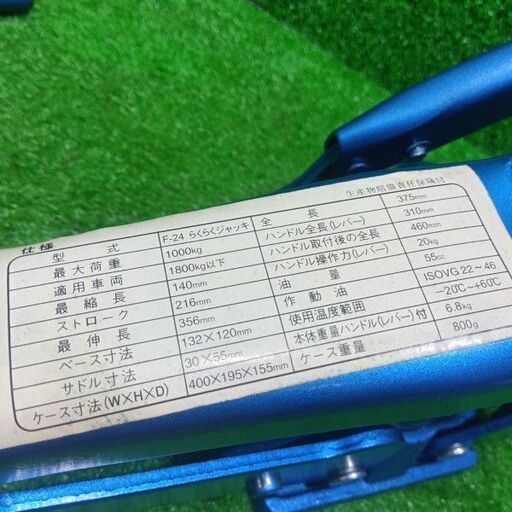 生産物賠償責任保険付
仕様
型式 F-24 らくらくジャッキ 全長 375mm
最大荷重 1000kg ハンドル全長(レバー) 310mm
適用車両 1800kg以下 ハンドル取付後の全長 460mm
最縮長 140mm ハンドル操作力(レバー) 20kg
ストローク 216mm 油量 55cc
最伸長 356mm 作動油 ISOVG 22~46
ベース寸法 132×120mm 使用温度範囲 -20℃~+60℃
サドル寸法 30×55mm 本体重量ハンドル(レバー)付 6.8kg
ケース寸法(W×H×D) 400×195×155mm ケース重量 800g